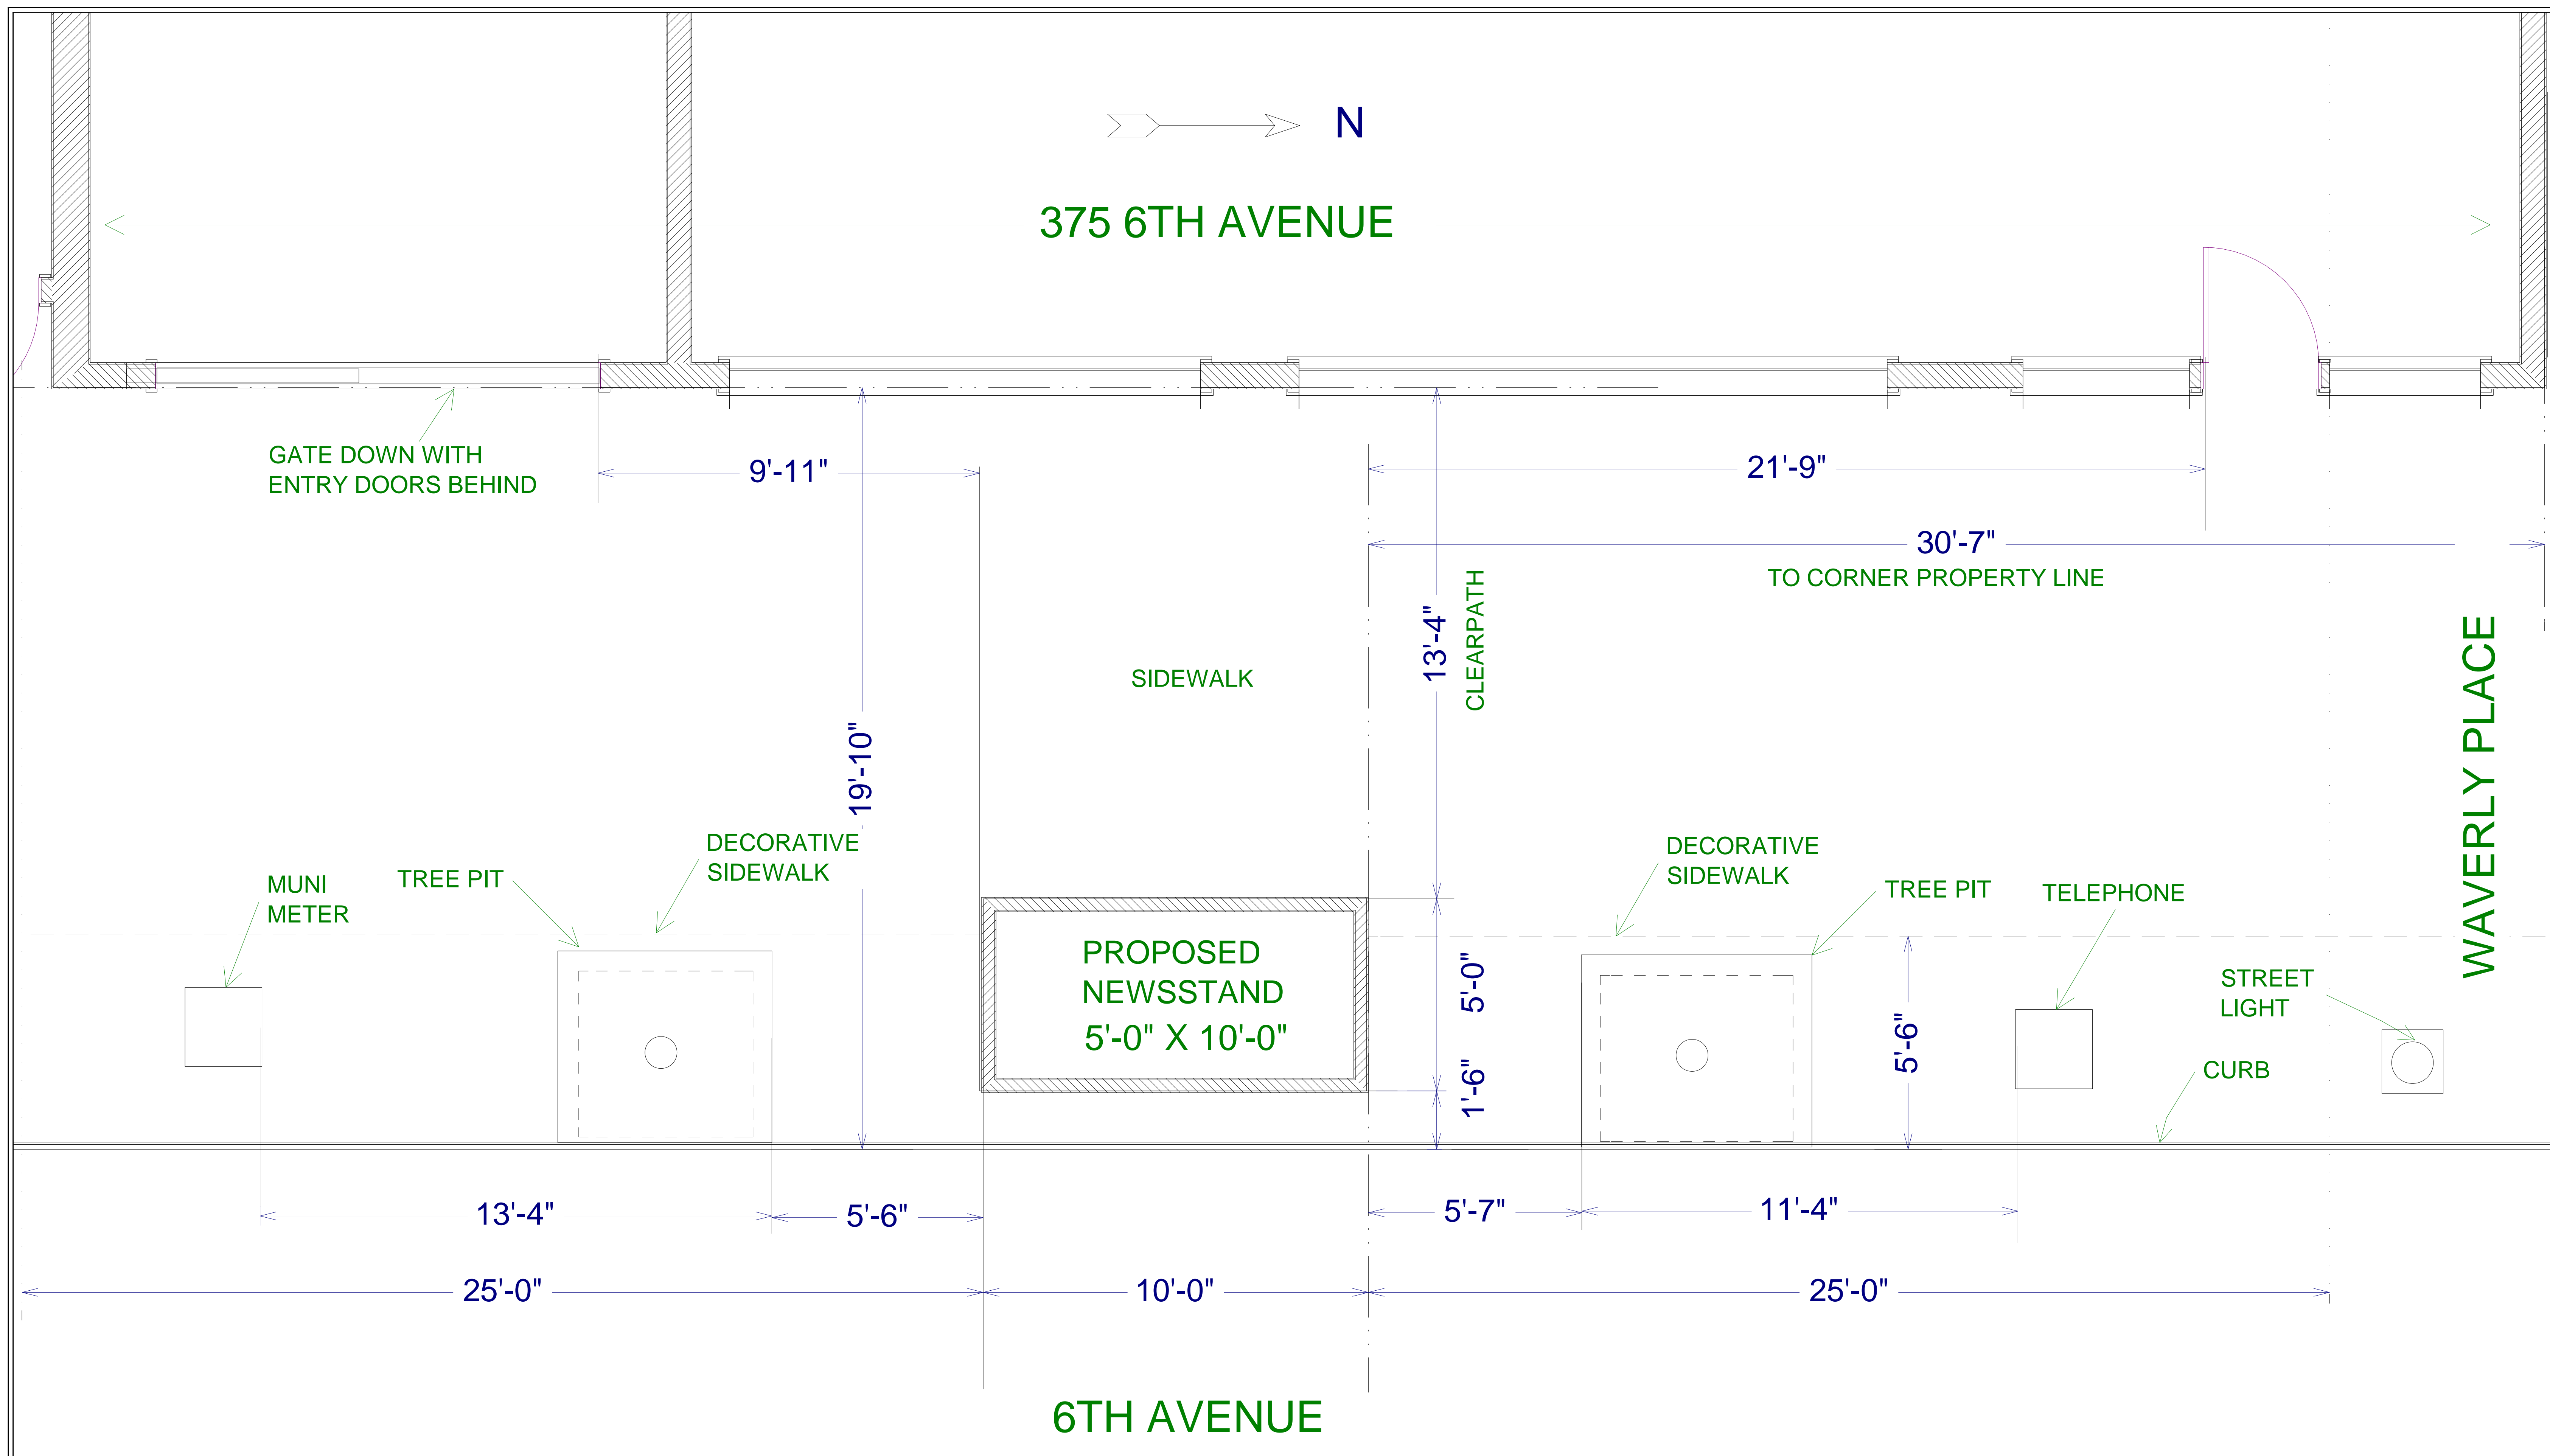 N
375 6TH AVENUE
GATE DOWN WITH
ENTRY DOORS BEHIND
9'-11"
21'-9"
30'-7"
TO CORNER PROPERTY LINE
13'-4"
CLEARPATH
SIDEWALK
WAVERLY PLACE
19'-10"
DECORATIVE
SIDEWALK
TREE PIT
MUNI
METER
DECORATIVE
SIDEWALK
TREE PIT
TELEPHONE
PROPOSED
NEWSSTAND
5'-0" X 10'-0"
5'-0"
1'-6"
5'-6"
STREET
LIGHT
CURB
13'-4"
5'-6"
5'-7"
11'-4"
25'-0"
10'-0"
25'-0"
6TH AVENUE